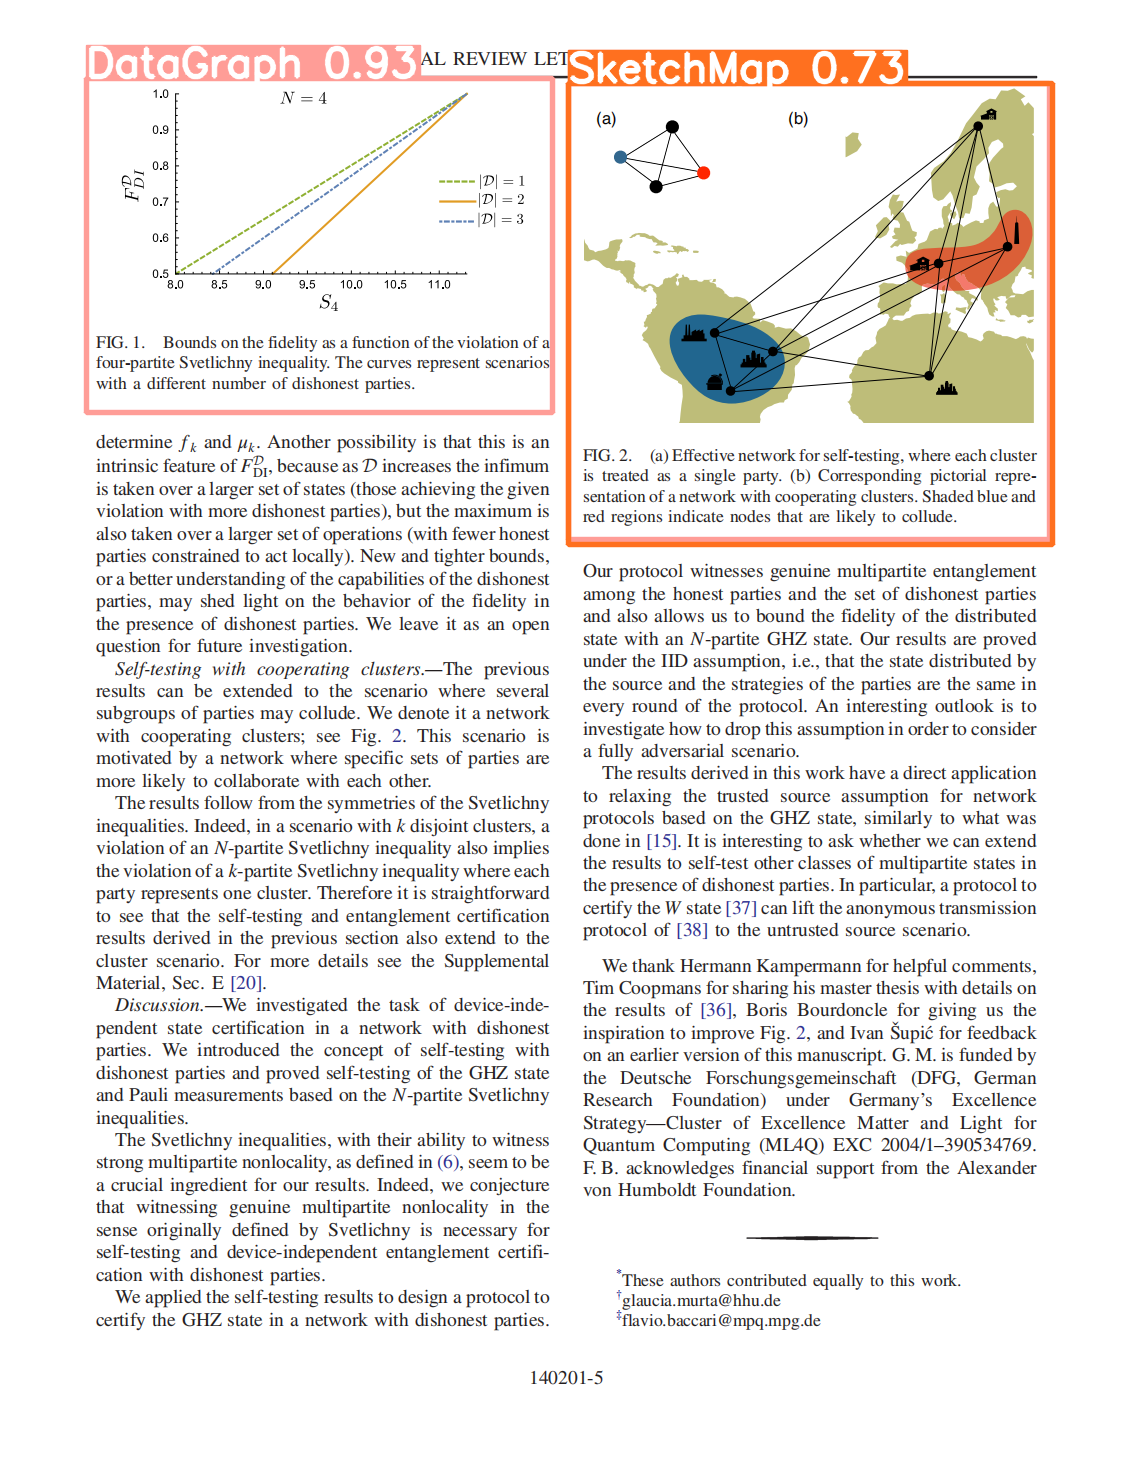 DataGraph 0.93
AL REVIEW LET
SketchMap 0.73
N = 4
1.0
0.9
0.8
0.7
0.6
0.5
F_{DI}^{𝒟}
8.0 8.5 9.0 9.5 10.0 10.5 11.0
S₄
|𝒟| = 1
|𝒟| = 2
|𝒟| = 3
FIG. 1. Bounds on the fidelity as a function of the violation of a
four-partite Svetlichny inequality. The curves represent scenarios
with a different number of dishonest parties.
determine f_k and μ_k. Another possibility is that this is an
intrinsic feature of F_{DI}^{𝒟}, because as 𝒟 increases the infimum
is taken over a larger set of states (those achieving the given
violation with more dishonest parties), but the maximum is
also taken over a larger set of operations (with fewer honest
parties constrained to act locally). New and tighter bounds,
or a better understanding of the capabilities of the dishonest
parties, may shed light on the behavior of the fidelity in
the presence of dishonest parties. We leave it as an open
question for future investigation.
Self-testing with cooperating clusters.—The previous
results can be extended to the scenario where several
subgroups of parties may collude. We denote it a network
with cooperating clusters; see Fig. 2. This scenario is
motivated by a network where specific sets of parties are
more likely to collaborate with each other.
The results follow from the symmetries of the Svetlichny
inequalities. Indeed, in a scenario with k disjoint clusters, a
violation of an N-partite Svetlichny inequality also implies
the violation of a k-partite Svetlichny inequality where each
party represents one cluster. Therefore it is straightforward
to see that the self-testing and entanglement certification
results derived in the previous section also extend to the
cluster scenario. For more details see the Supplemental
Material, Sec. E [20].
Discussion.—We investigated the task of device-inde-
pendent state certification in a network with dishonest
parties. We introduced the concept of self-testing with
dishonest parties and proved self-testing of the GHZ state
and Pauli measurements based on the N-partite Svetlichny
inequalities.
The Svetlichny inequalities, with their ability to witness
strong multipartite nonlocality, as defined in (6), seem to be
a crucial ingredient for our results. Indeed, we conjecture
that witnessing genuine multipartite nonlocality in the
sense originally defined by Svetlichny is necessary for
self-testing and device-independent entanglement certifi-
cation with dishonest parties.
We applied the self-testing results to design a protocol to
certify the GHZ state in a network with dishonest parties.
(a)
(b)
FIG. 2. (a) Effective network for self-testing, where each cluster
is treated as a single party. (b) Corresponding pictorial repre-
sentation of a network with cooperating clusters. Shaded blue and
red regions indicate nodes that are likely to collude.
Our protocol witnesses genuine multipartite entanglement
among the honest parties and the set of dishonest parties
and also allows us to bound the fidelity of the distributed
state with an N-partite GHZ state. Our results are proved
under the IID assumption, i.e., that the state distributed by
the source and the strategies of the parties are the same in
every round of the protocol. An interesting outlook is to
investigate how to drop this assumption in order to consider
a fully adversarial scenario.
The results derived in this work have a direct application
to relaxing the trusted source assumption for network
protocols based on the GHZ state, similarly to what was
done in [15]. It is interesting to ask whether we can extend
the results to self-test other classes of multipartite states in
the presence of dishonest parties. In particular, a protocol to
certify the W state [37] can lift the anonymous transmission
protocol of [38] to the untrusted source scenario.
We thank Hermann Kampermann for helpful comments,
Tim Coopmans for sharing his master thesis with details on
the results of [36], Boris Bourdoncle for giving us the
inspiration to improve Fig. 2, and Ivan Šupić for feedback
on an earlier version of this manuscript. G. M. is funded by
the Deutsche Forschungsgemeinschaft (DFG, German
Research Foundation) under Germany's Excellence
Strategy—Cluster of Excellence Matter and Light for
Quantum Computing (ML4Q) EXC 2004/1–390534769.
F. B. acknowledges financial support from the Alexander
von Humboldt Foundation.
*These authors contributed equally to this work.
†glaucia.murta@hhu.de
‡flavio.baccari@mpq.mpg.de
140201-5